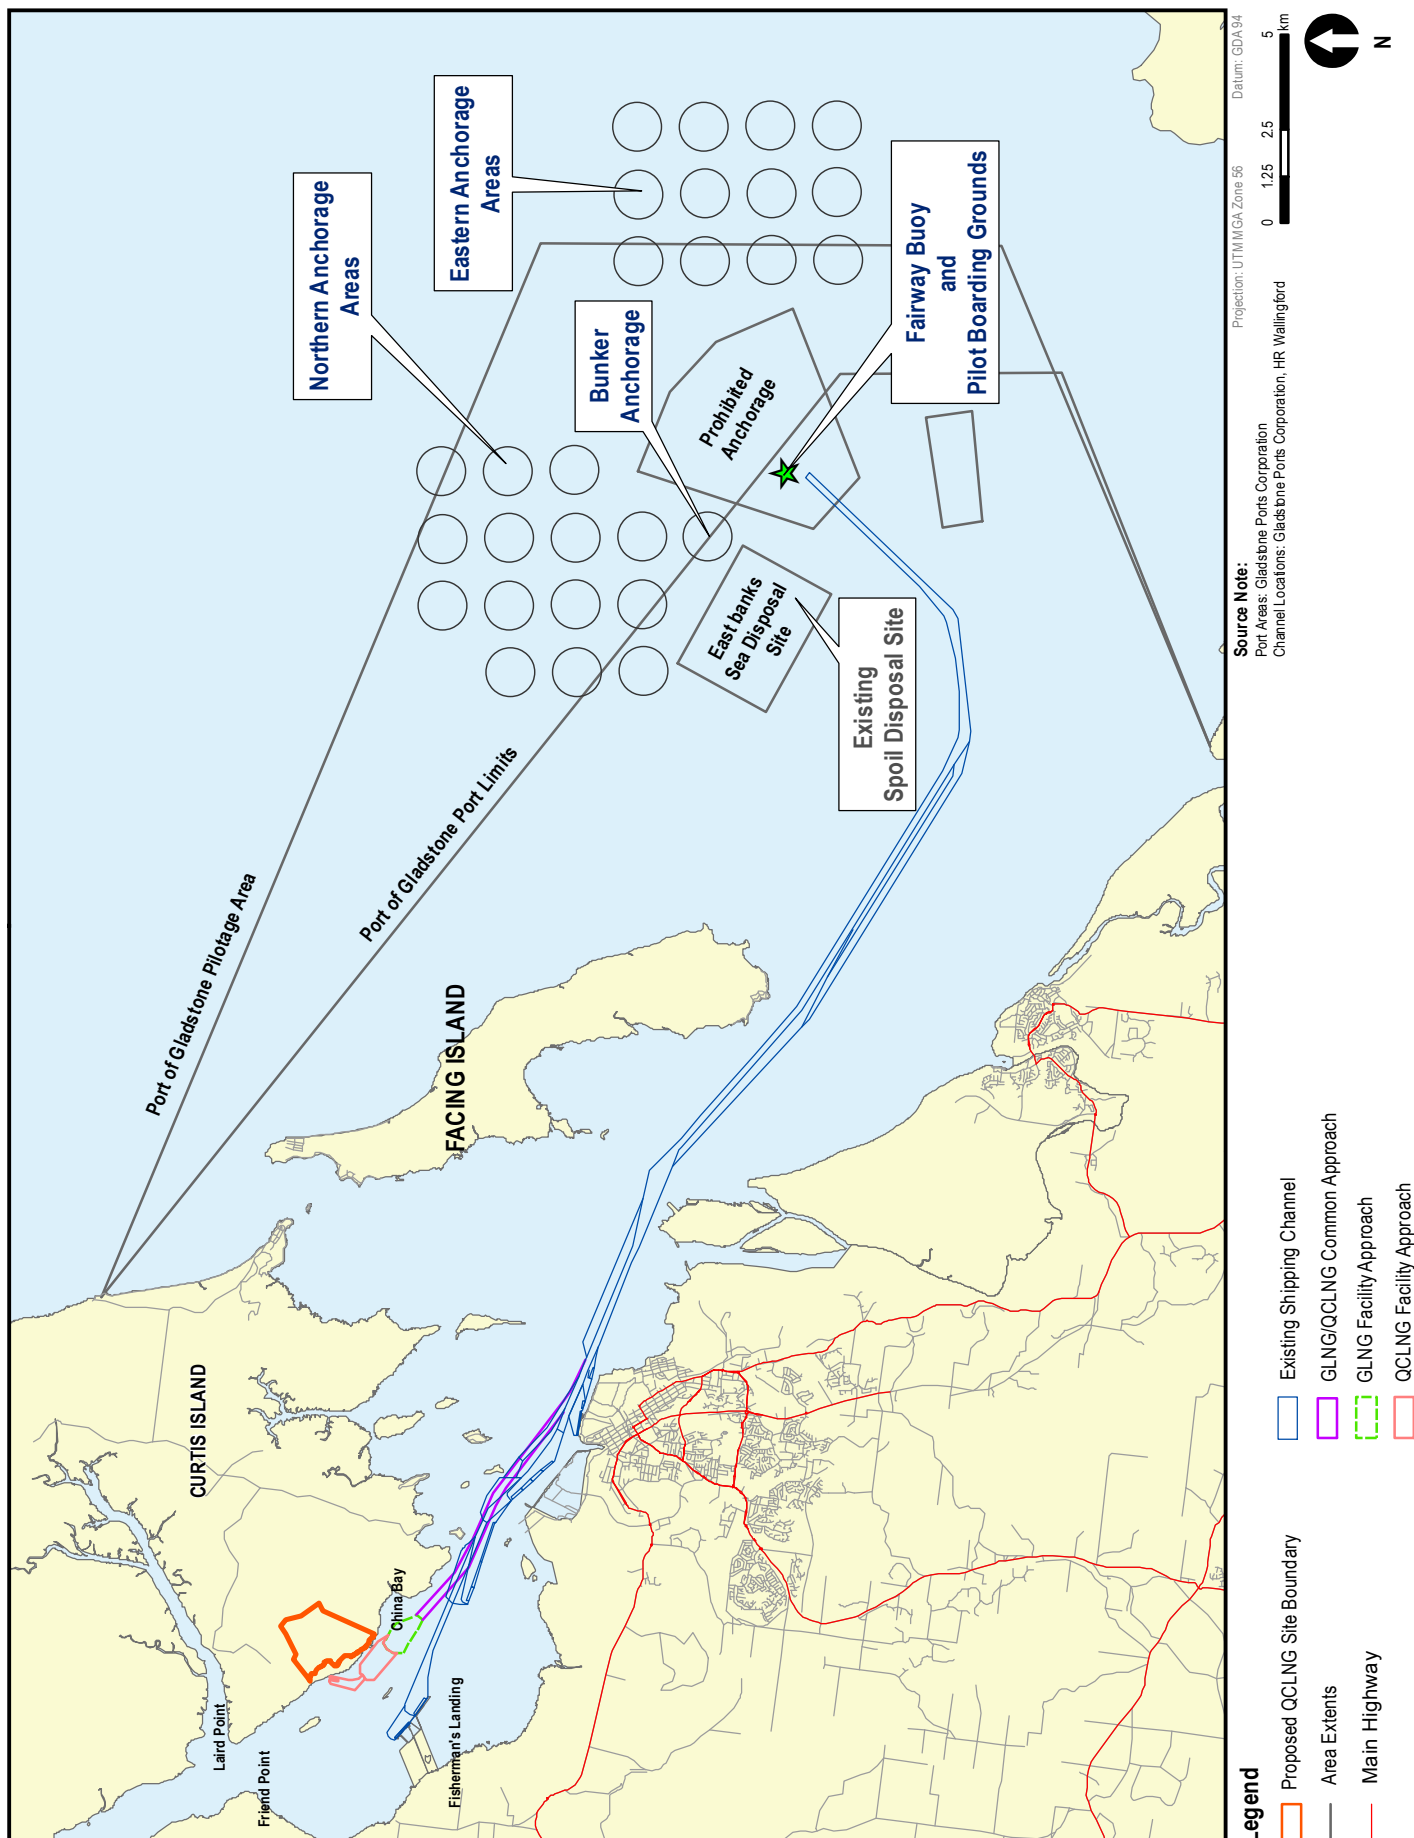 Port of Gladstone Pilotage Area
Port of Gladstone Port Limits
Northern Anchorage
Areas
Eastern Anchorage
Areas
Bunker
Anchorage
Prohibited
Anchorage
Fairway Buoy
and
Pilot Boarding Grounds
East banks
Sea Disposal
Site
Existing
Spoil Disposal Site
FACING ISLAND
CURTIS ISLAND
China Bay
Laird Point
Friend Point
Fisherman's Landing
Legend
Proposed QCLNG Site Boundary
Area Extents
Main Highway
Existing Shipping Channel
GLNG/QCLNG Common Approach
GLNG Facility Approach
QCLNG Facility Approach
Source Note:
Port Areas: Gladstone Ports Corporation
Channel Locations: Gladstone Ports Corporation, HR Wallingford
Projection: UTM MGA Zone 56
Datum: GDA 94
0 1.25 2.5 5
km
N